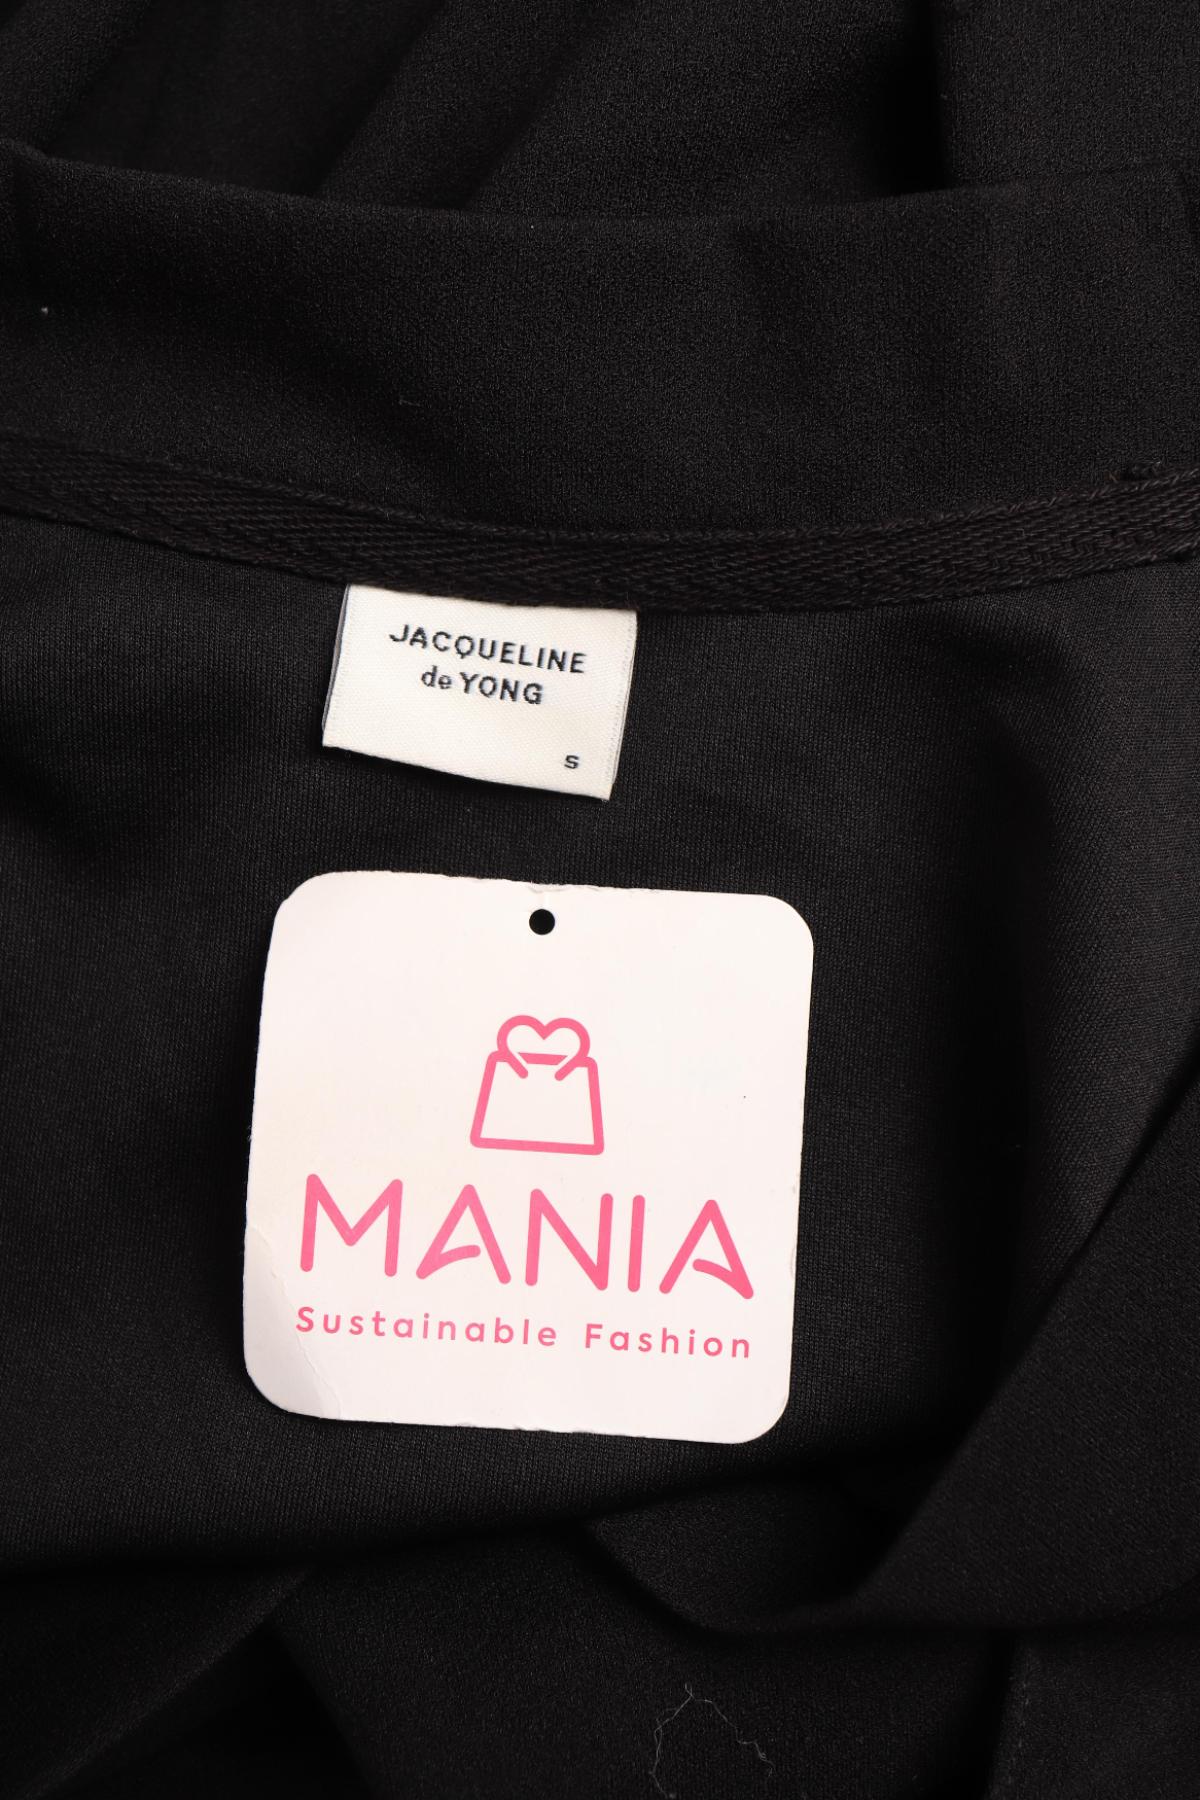 JACQUELINE
de YONG
S
MANIA
Sustainable Fashion